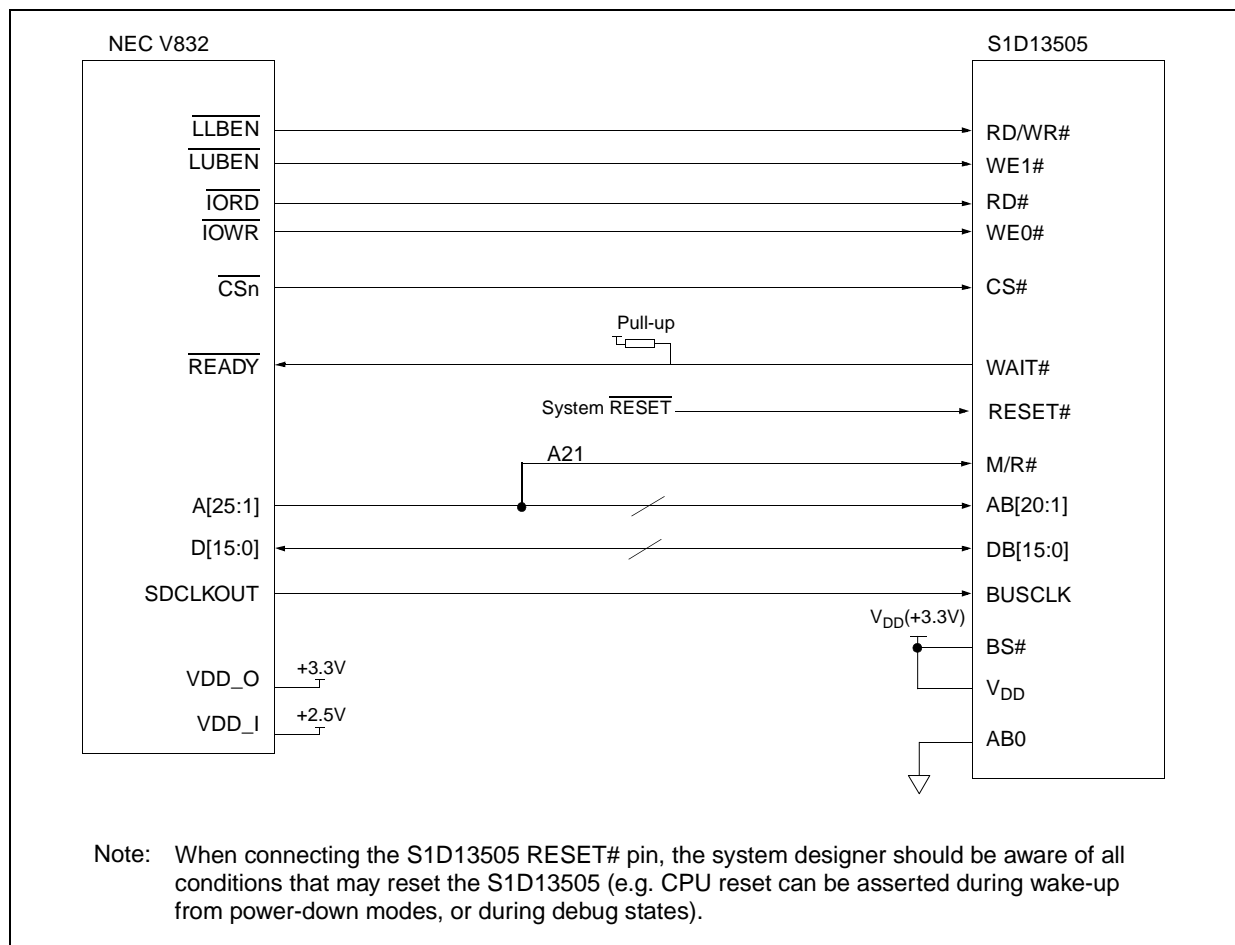 NEC V832
S1D13505
LLBEN
RD/WR#
LUBEN
WE1#
IORD
RD#
IOWR
WE0#
CSn
CS#
Pull-up
READY
WAIT#
System RESET
RESET#
A21
M/R#
A[25:1]
AB[20:1]
D[15:0]
DB[15:0]
SDCLKOUT
BUSCLK
VDD(+3.3V)
BS#
VDD_O
+3.3V
VDD
VDD_I
+2.5V
AB0
Note: When connecting the S1D13505 RESET# pin, the system designer should be aware of all
conditions that may reset the S1D13505 (e.g. CPU reset can be asserted during wake-up
from power-down modes, or during debug states).